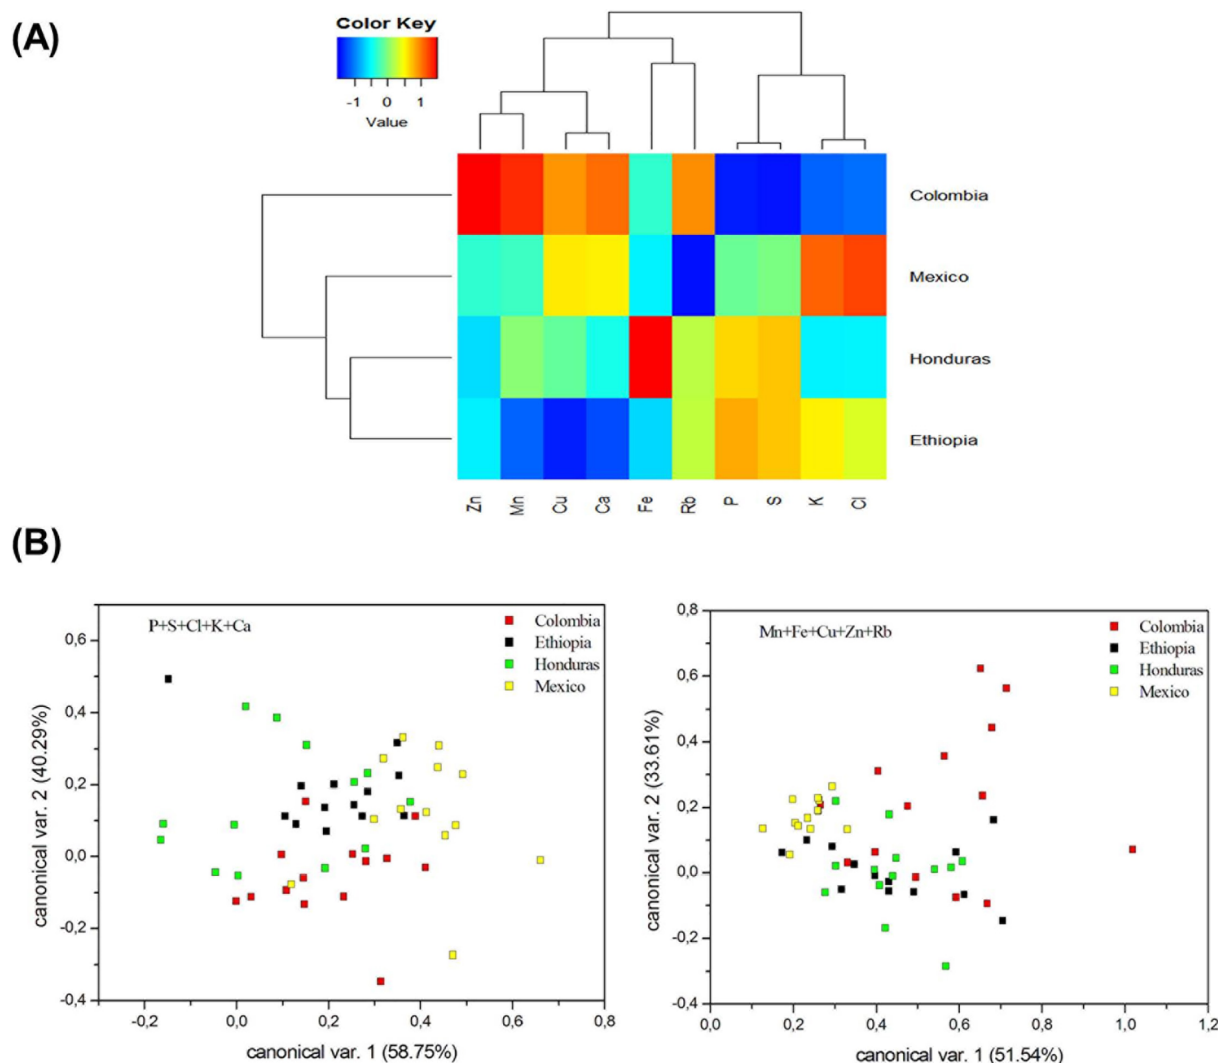 (A)
Color Key
-1 0 1
Value
Colombia
Mexico
Honduras
Ethiopia
Zn Mn Cu Ca Fe Rb P S K Cl
(B)
P+S+Cl+K+Ca
Colombia
Ethiopia
Honduras
Mexico
canonical var. 2 (40.29%)
0,6
0,4
0,2
0,0
-0,2
-0,4
-0,2 0,0 0,2 0,4 0,6 0,8
canonical var. 1 (58.75%)
Mn+Fe+Cu+Zn+Rb
Colombia
Ethiopia
Honduras
Mexico
canonical var. 2 (33.61%)
0,8
0,6
0,4
0,2
0,0
-0,2
-0,4
0,0 0,2 0,4 0,6 0,8 1,0 1,2
canonical var. 1 (51.54%)